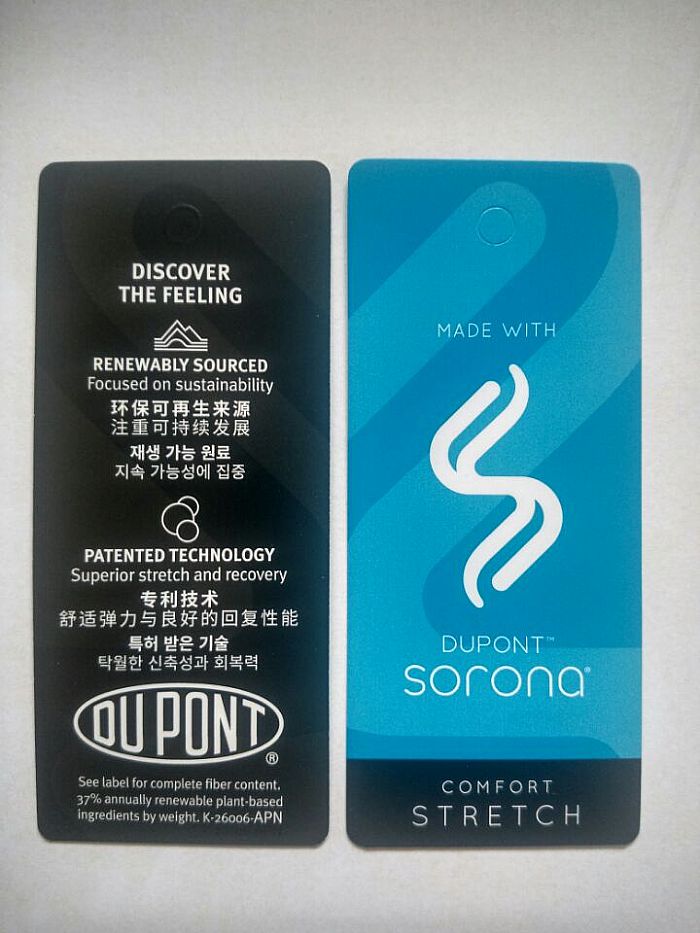 DISCOVER
THE FEELING
RENEWABLY SOURCED
Focused on sustainability
环保可再生来源
注重可持续发展
재생 가능 원료
지속 가능성에 집중
PATENTED TECHNOLOGY
Superior stretch and recovery
专利技术
舒适弹力与良好的回复性能
특허 받은 기술
탁월한 신축성과 회복력
DUPONT®
See label for complete fiber content.
37% annually renewable plant-based
ingredients by weight. K-26006-APN
MADE WITH
DUPONT™
sorona®
COMFORT
STRETCH